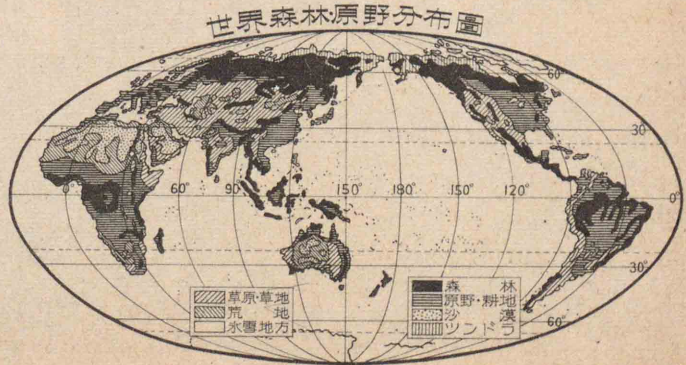 世界森林原野分布圖
60°
30
60°
90
150°
180°
150°
120°
0°
30°
60°
草原・草地
荒地
氷雪地方
森林
原野・耕地
沙漠
ツンドラ